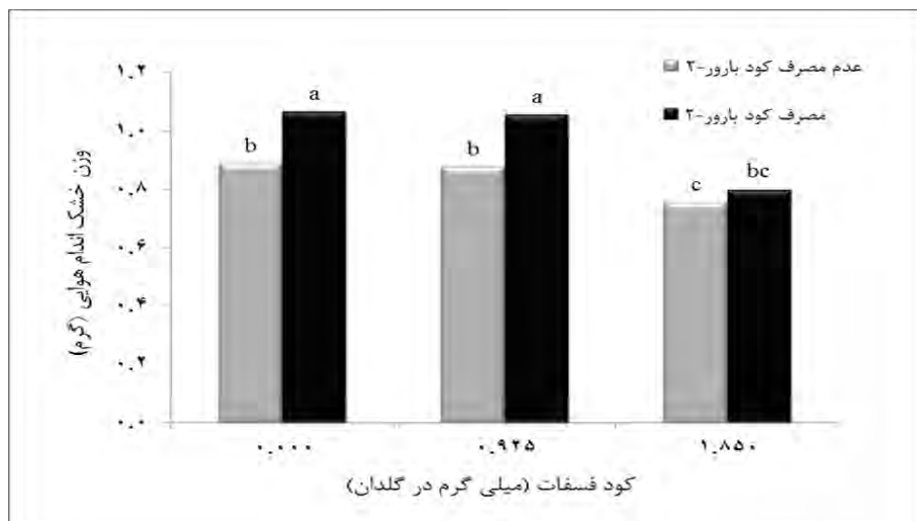 عدم مصرف کود بارور-۲
مصرف کود بارور-۲
وزن خشک اندام هوایی (گرم)
۱.۲
۱.۰
۰.۸
۰.۶
۰.۴
۰.۲
۰.۰
b
a
b
a
c
bc
۰.۰۰۰
۰.۹۲۵
۱.۸۵۰
کود فسفات (میلی گرم در گلدان)